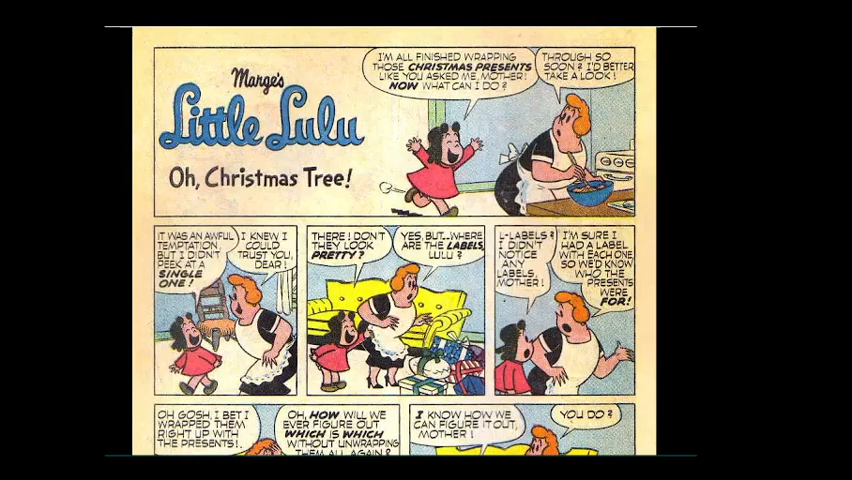 Marge's
Little Lulu
Oh, Christmas Tree!
I'M ALL FINISHED WRAPPING
THOSE CHRISTMAS PRESENTS
LIKE YOU ASKED ME, MOTHER!
NOW WHAT CAN I DO?
THROUGH SO
SOON? I'D BETTER
TAKE A LOOK!
IT WAS AN AWFUL
TEMPTATION,
BUT I DIDN'T
PEEK AT A
SINGLE
ONE!
I KNEW I
COULD
TRUST YOU,
DEAR!
THERE! DON'T
THEY LOOK
PRETTY?
YES, BUT--WHERE
ARE THE LABELS,
LULU?
L-LABELS?
I DIDN'T
NOTICE
ANY
LABELS,
MOTHER!
I'M SURE I
HAD A LABEL
WITH EACH ONE,
SO WE'D KNOW
WHO THE
PRESENTS
WERE
FOR!
OH GOSH, I BET I
WRAPPED THEM
RIGHT UP WITH
THE PRESENTS!
OH, HOW WILL WE
EVER FIGURE OUT
WHICH IS WHICH
WITHOUT UNWRAPPING
THEM ALL AGAIN?
I KNOW HOW WE
CAN FIGURE IT OUT,
MOTHER!
YOU DO?